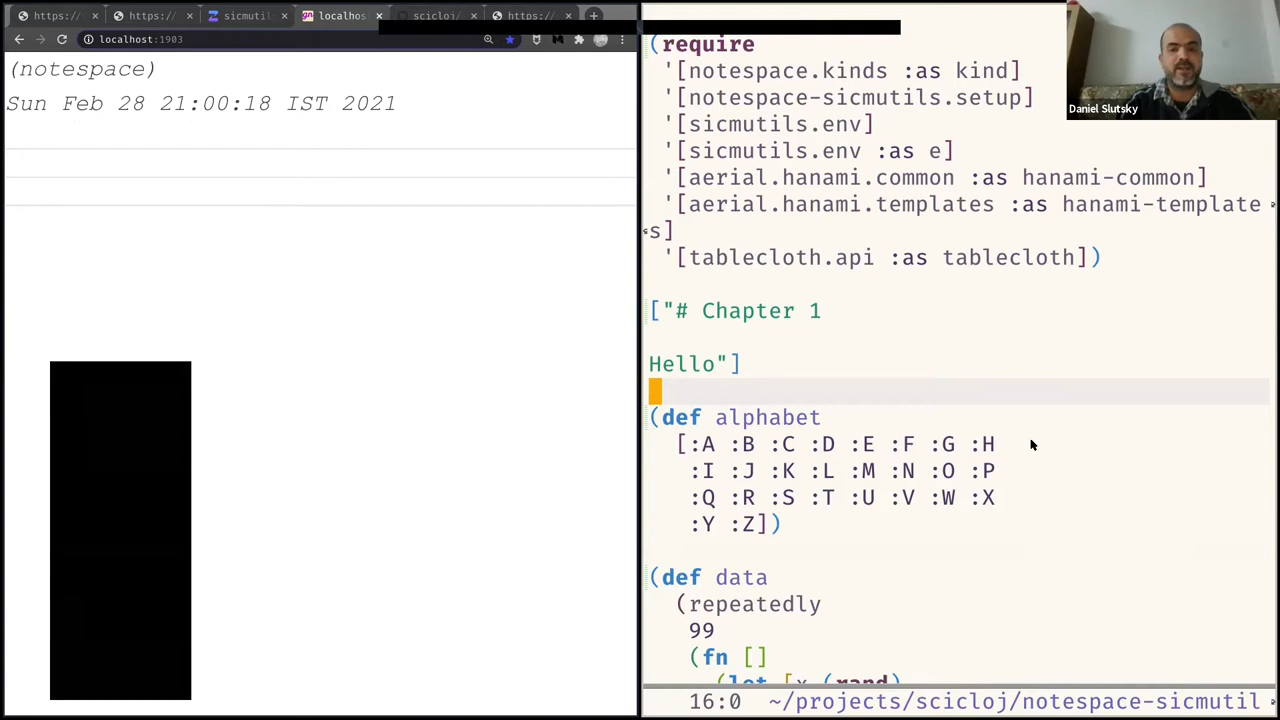 https:/
https:/
sicmutil
localhos
scicloj/
https:/
localhost:1903
(notespace)
Sun Feb 28 21:00:18 IST 2021
(require
'[notespace.kinds :as kind]
'[notespace-sicmutils.setup]
'[sicmutils.env]
'[sicmutils.env :as e]
'[aerial.hanami.common :as hanami-common]
'[aerial.hanami.templates :as hanami-template
s]
'[tablecloth.api :as tablecloth])
["# Chapter 1
Hello"]
(def alphabet
[:A :B :C :D :E :F :G :H
:I :J :K :L :M :N :O :P
:Q :R :S :T :U :V :W :X
:Y :Z])
(def data
(repeatedly
99
(fn []
(let [x (rand)
16:0 ~/projects/scicloj/notespace-sicmutil
Daniel Slutsky